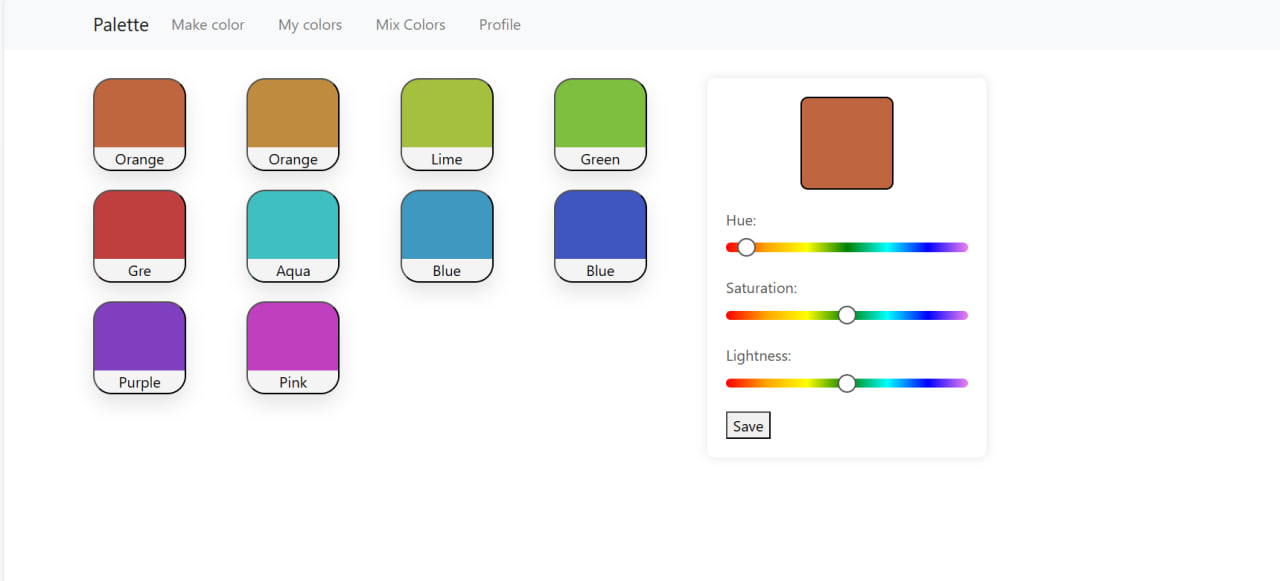 Palette Make color My colors Mix Colors Profile
Orange Orange Lime Green
Gre Aqua Blue Blue
Purple Pink
Hue:
Saturation:
Lightness:
Save